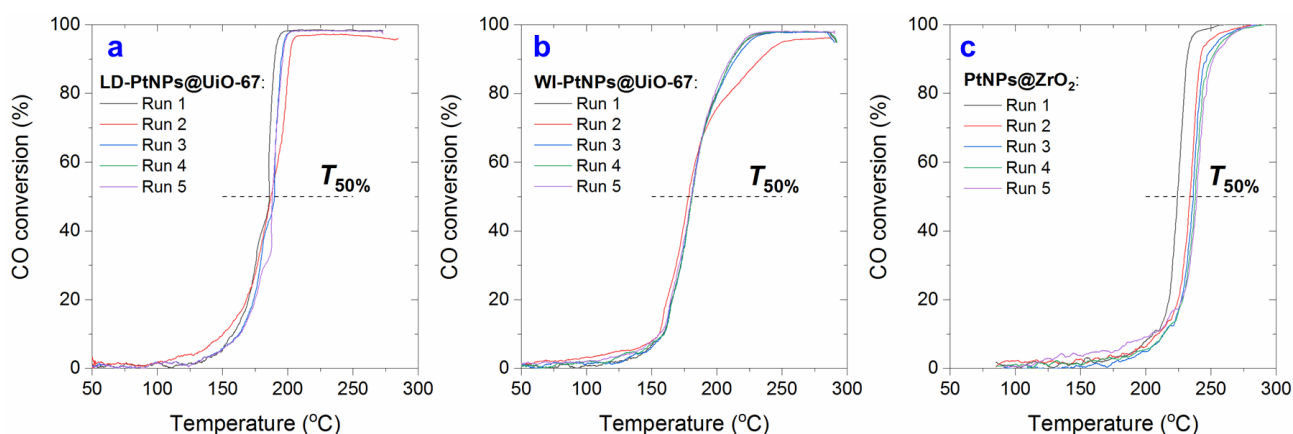 a
LD-PtNPs@UiO-67:
Run 1
Run 2
Run 3
Run 4
Run 5
T50%
CO conversion (%)
0
20
40
60
80
100
50
100
150
200
250
300
Temperature (oC)
b
WI-PtNPs@UiO-67:
Run 1
Run 2
Run 3
Run 4
Run 5
T50%
CO conversion (%)
0
20
40
60
80
100
50
100
150
200
250
300
Temperature (oC)
c
PtNPs@ZrO2:
Run 1
Run 2
Run 3
Run 4
Run 5
T50%
CO conversion (%)
0
20
40
60
80
100
50
100
150
200
250
300
Temperature (oC)